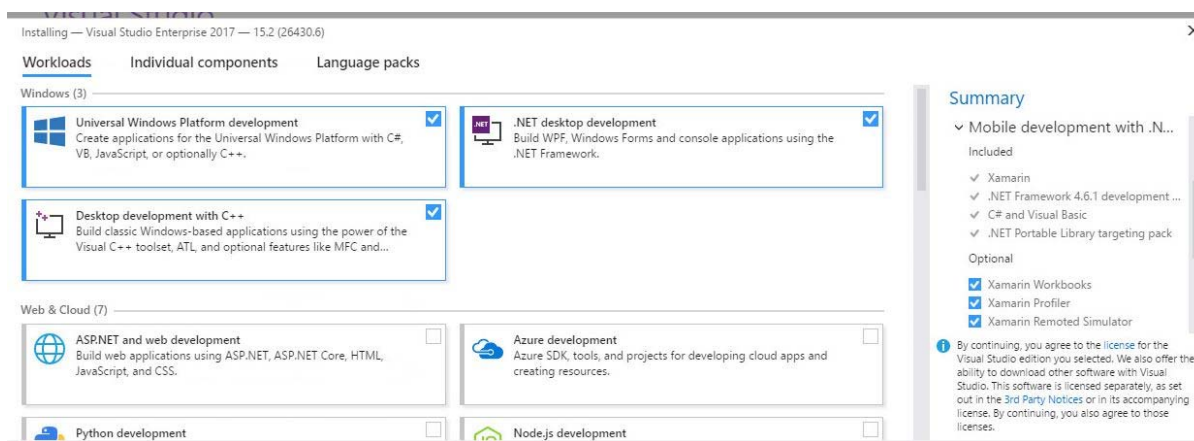 Visual Studio
Installing — Visual Studio Enterprise 2017 — 15.2 (26430.6)
Workloads Individual components Language packs
Windows (3)
Universal Windows Platform development
Create applications for the Universal Windows Platform with C#,
VB, JavaScript, or optionally C++.
.NET
.NET desktop development
Build WPF, Windows Forms and console applications using the
.NET Framework.
Desktop development with C++
Build classic Windows-based applications using the power of the
Visual C++ toolset, ATL, and optional features like MFC and...
Web & Cloud (7)
ASP.NET and web development
Build web applications using ASP.NET, ASP.NET Core, HTML,
JavaScript, and CSS.
Azure development
Azure SDK, tools, and projects for developing cloud apps and
creating resources.
Python development
Node.js development
Summary
Mobile development with .N...
Included
Xamarin
.NET Framework 4.6.1 development ...
C# and Visual Basic
.NET Portable Library targeting pack
Optional
Xamarin Workbooks
Xamarin Profiler
Xamarin Remoted Simulator
By continuing, you agree to the license for the
Visual Studio edition you selected. We also offer the
ability to download other software with Visual
Studio. This software is licensed separately, as set
out in the 3rd Party Notices or in its accompanying
license. By continuing, you also agree to those
licenses.